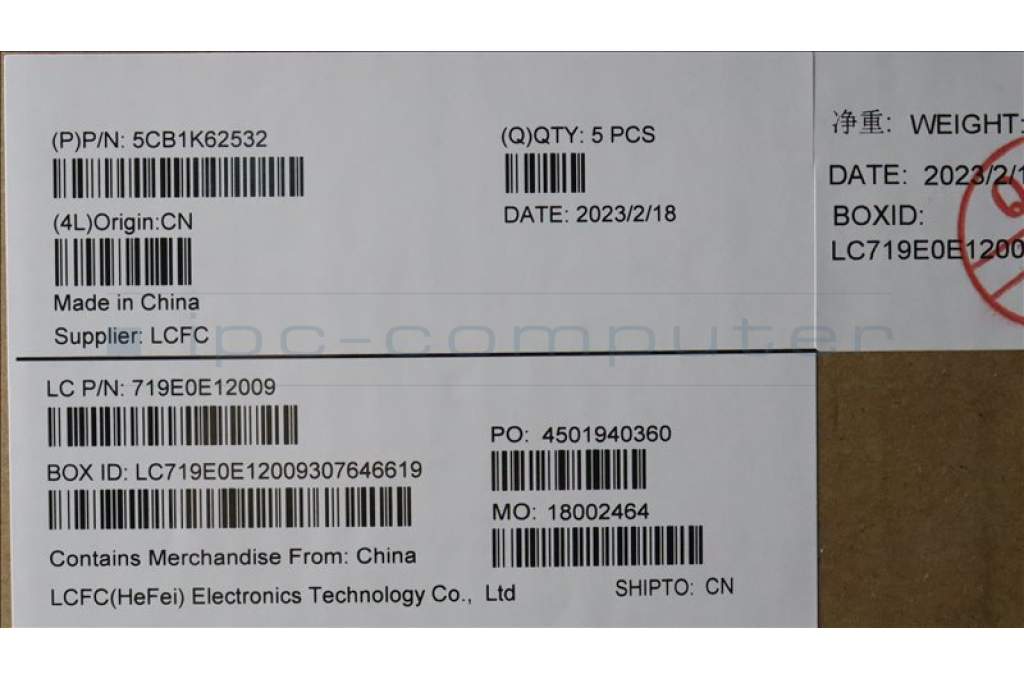 (P)P/N: 5CB1K62532
(Q)QTY: 5 PCS
(4L)Origin:CN
DATE: 2023/2/18
Made in China
Supplier: LCFC
LC P/N: 719E0E12009
PO: 4501940360
BOX ID: LC719E0E12009307646619
MO: 18002464
Contains Merchandise From: China
LCFC(HeFei) Electronics Technology Co., Ltd
SHIPTO: CN
净重: WEIGHT:
DATE: 2023/2/1
BOXID:
LC719E0E1200
ipc-computer